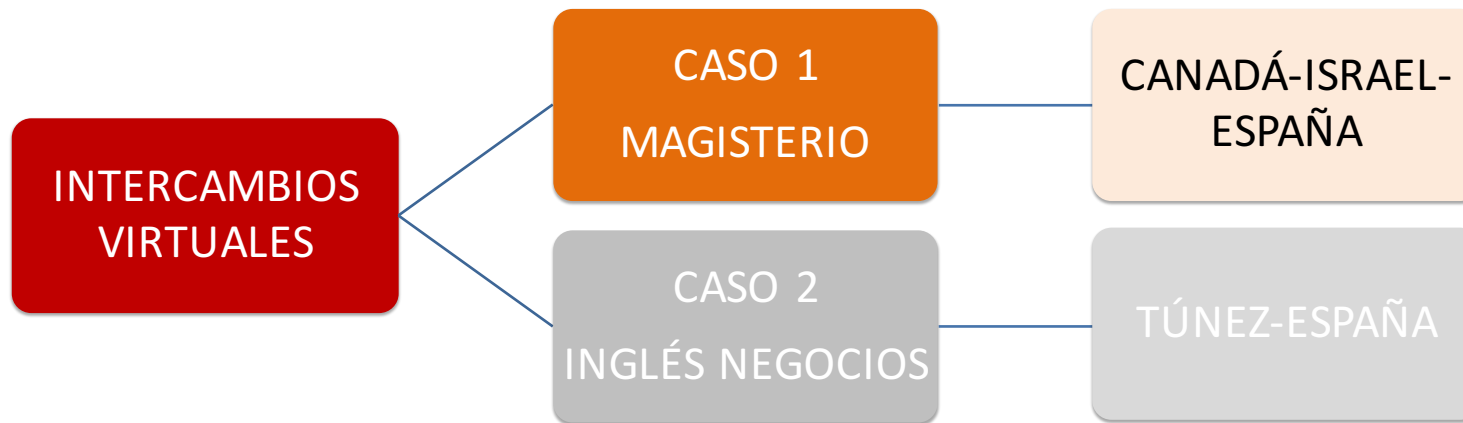 INTERCAMBIOS
VIRTUALES
CASO 1
MAGISTERIO
CANADÁ-ISRAEL-
ESPAÑA
CASO 2
INGLÉS NEGOCIOS
TÚNEZ-ESPAÑA